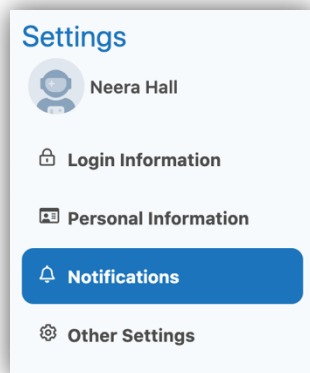 Settings
Neera Hall
Login Information
Personal Information
Notifications
Other Settings